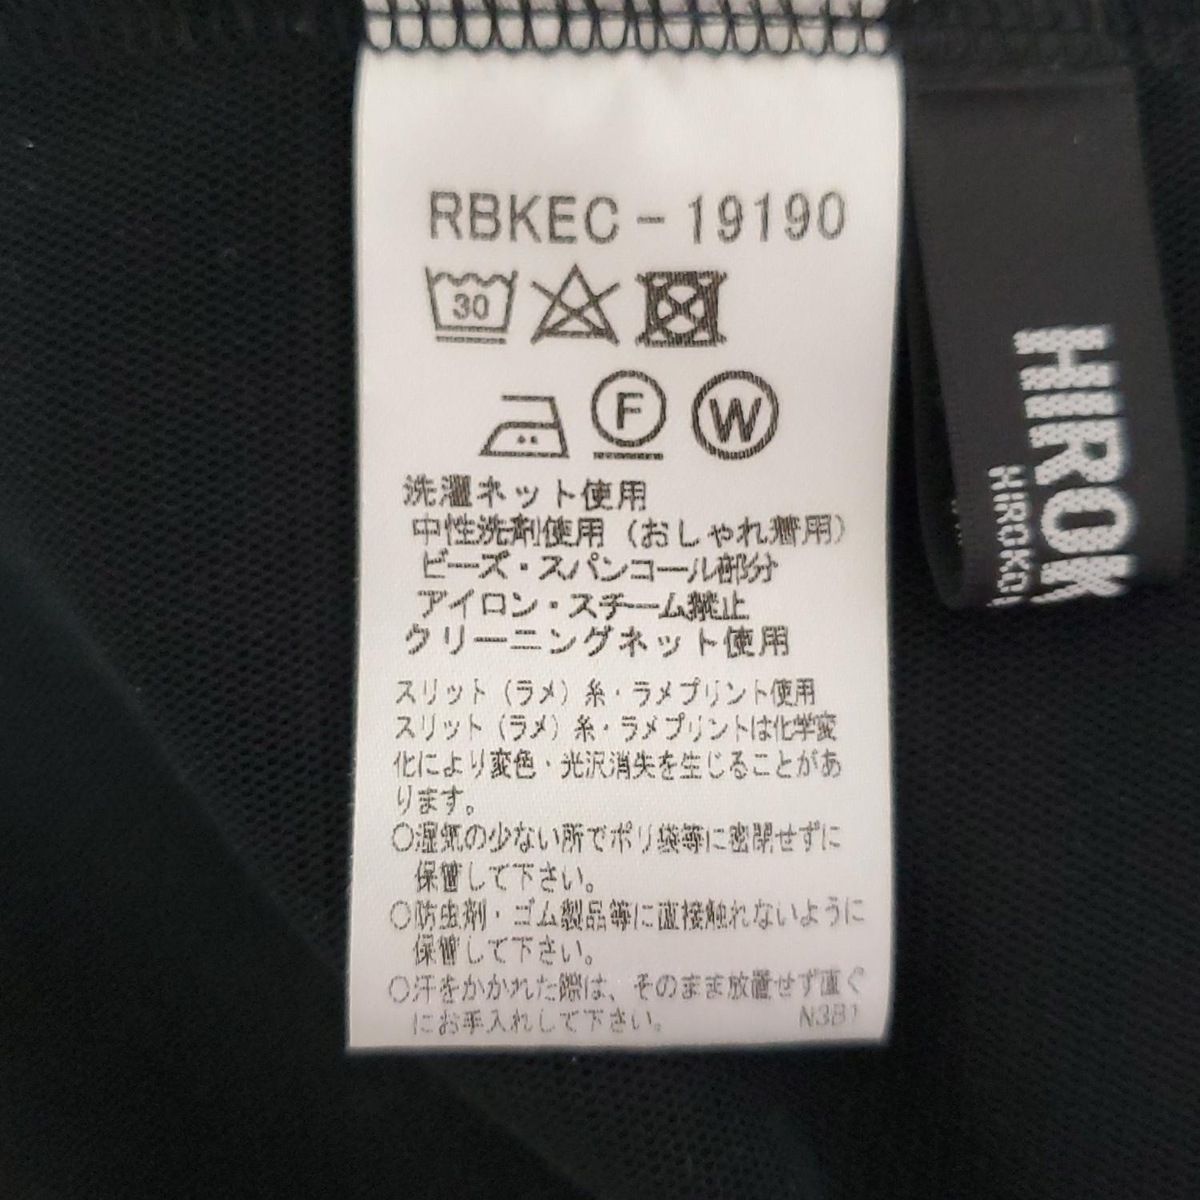 RBKEC-19190
30
F W
洗濯ネット使用
中性洗剤使用(おしゃれ着用)
ビーズ・スパンコール部分
アイロン・スチーム禁止
クリーニングネット使用
スリット(ラメ)糸・ラメプリント使用
スリット(ラメ)糸・ラメプリントは化学変
化により変色・光沢消失を生じることがあ
ります。
○湿気の少ない所でポリ袋等に密閉せずに
保管して下さい。
○防虫剤・ゴム製品等に直接触れないように
保管して下さい。
○汗をかかれた際は、そのまま放置せず直ぐ
にお手入れして下さい。 N3B1
HIROK
HIROKO